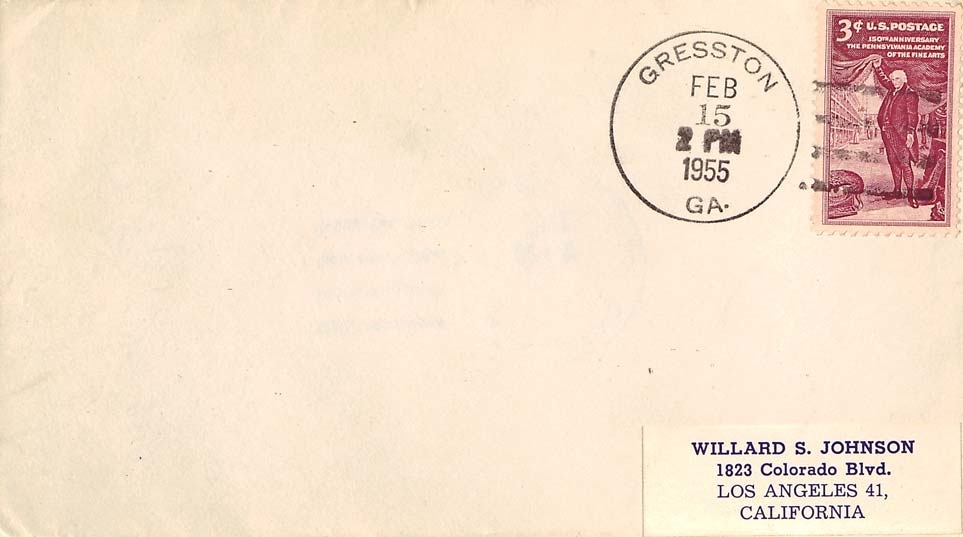 3¢ U.S. POSTAGE
150TH ANNIVERSARY
THE PENNSYLVANIA ACADEMY
OF THE FINE ARTS
GRESSTON
FEB
15
2 PM
1955
GA.
WILLARD S. JOHNSON
1823 Colorado Blvd.
LOS ANGELES 41,
CALIFORNIA